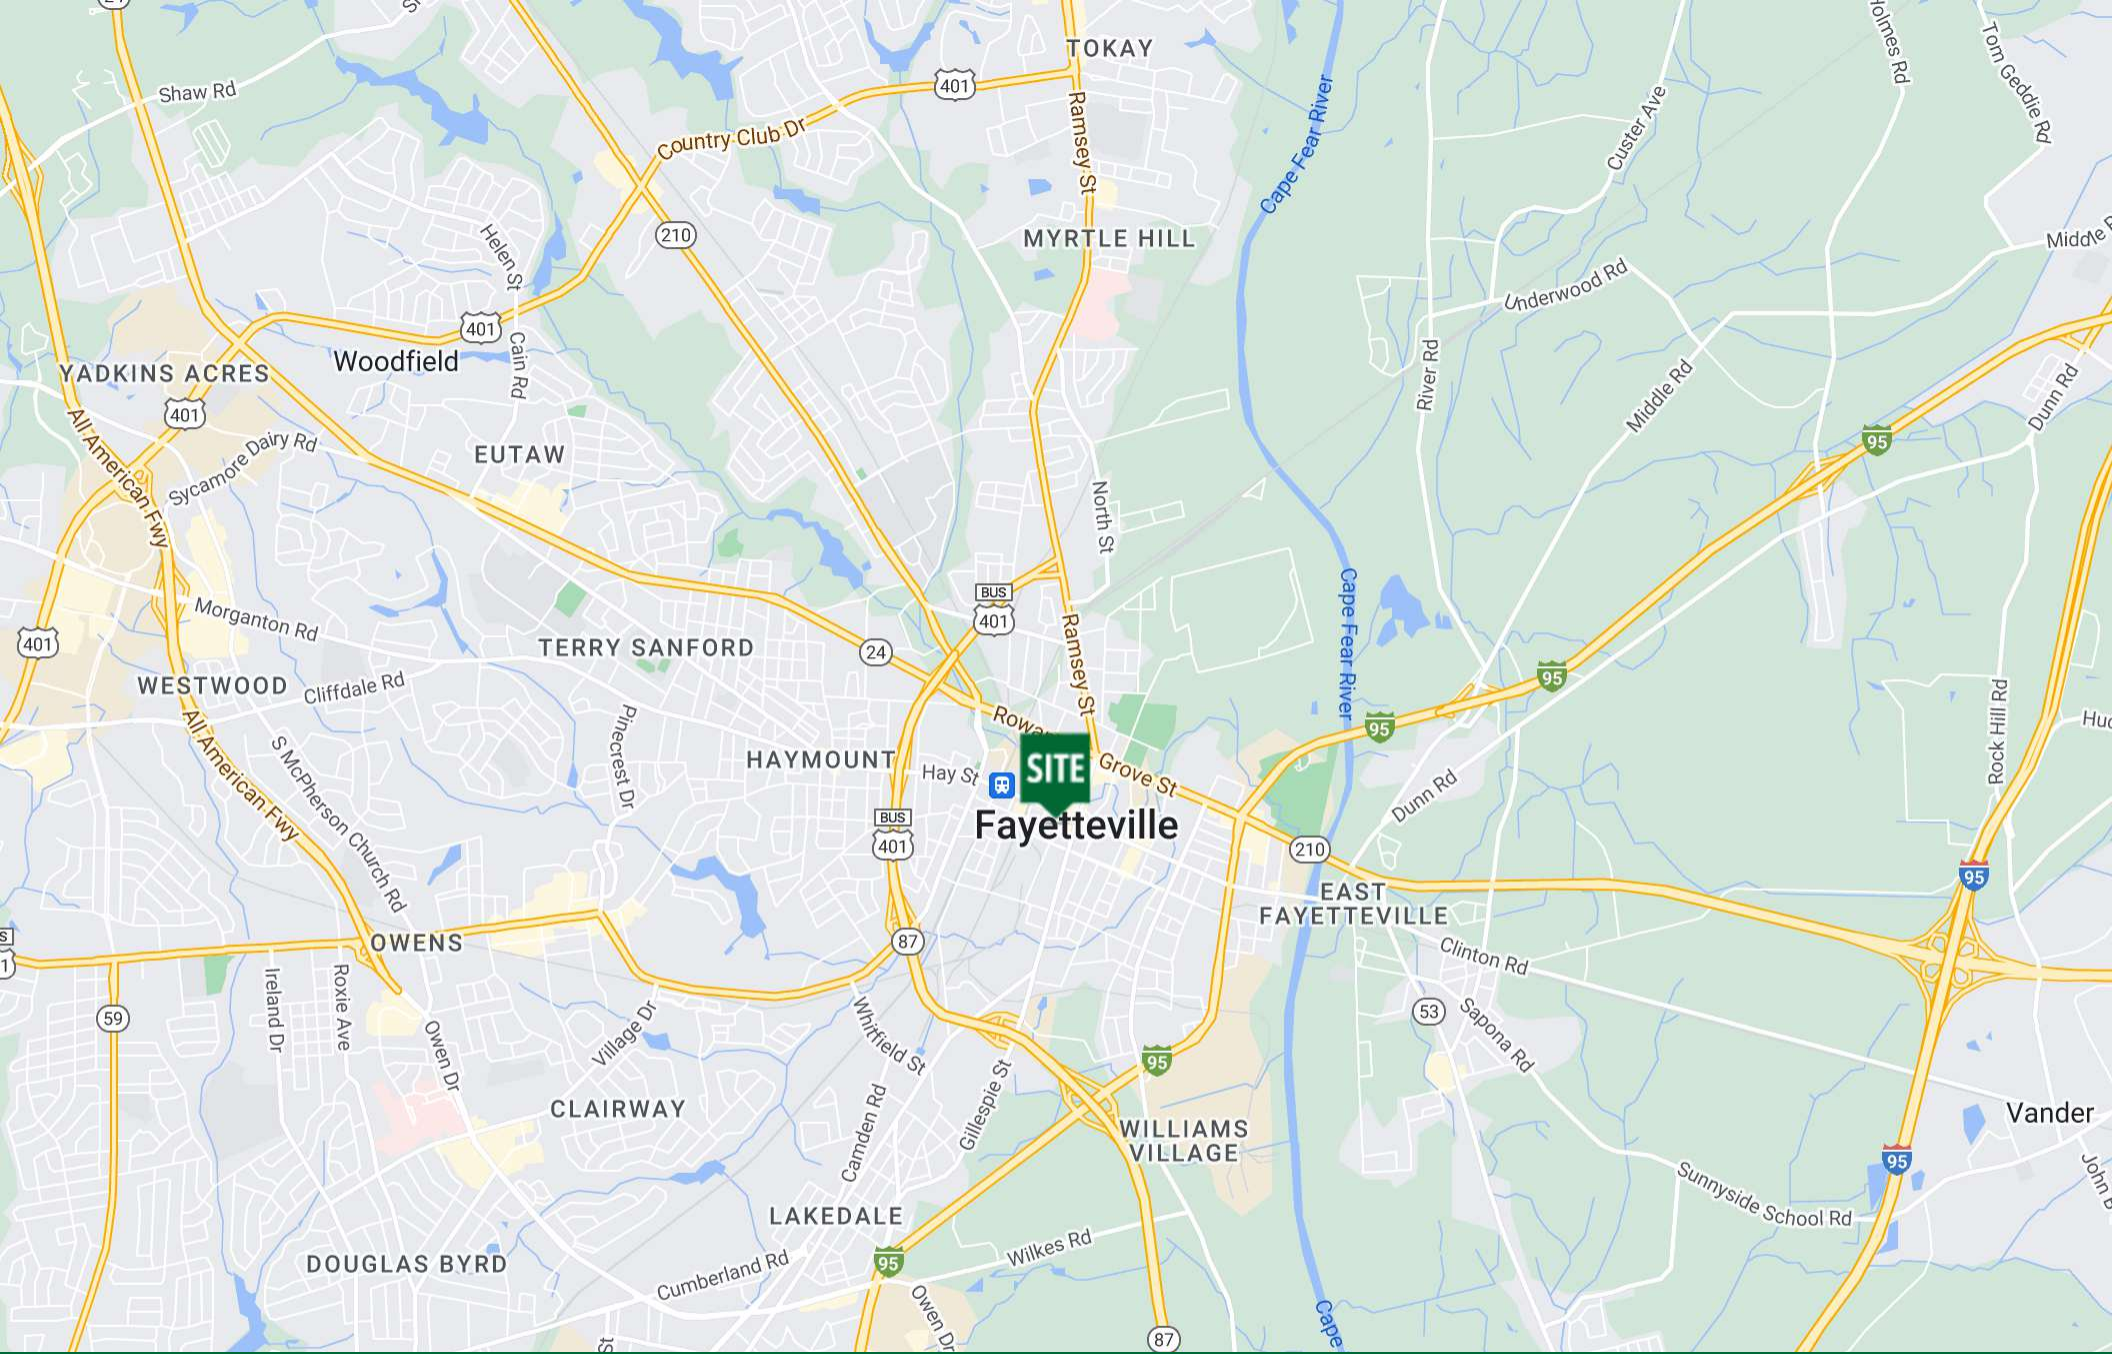 TOKAY
401
Shaw Rd
Country Club Dr
Ramsey St
Cape Fear River
Holmes Rd
Tom Geddie Rd
Custer Ave
210
MYRTLE HILL
Middle
Helen St
Underwood Rd
401
Woodfield
Cain Rd
YADKINS ACRES
401
River Rd
Middle Rd
Dunn Rd
All American Fwy
Sycamore Dairy Rd
EUTAW
95
North St
BUS
401
Cape Fear River
Morganton Rd
401
TERRY SANFORD
24
Ramsey St
95
WESTWOOD
Cliffdale Rd
All American Fwy
S McPherson Church Rd
Pinecrest Dr
Rowan
95
Rock Hill Rd
HAYMOUNT
Hay St
SITE
Grove St
Dunn Rd
Fayetteville
BUS
401
210
95
EAST
FAYETTEVILLE
OWENS
87
Clinton Rd
59
Ireland Dr
Roxie Ave
Owen Dr
Village Dr
Whitfield St
53
Sapona Rd
95
Gillespie St
Camden Rd
CLAIRWAY
WILLIAMS
VILLAGE
Vander
95
John
Sunnyside School Rd
LAKEDALE
DOUGLAS BYRD
Cumberland Rd
95
Wilkes Rd
Owen Dr
Cape
87
St